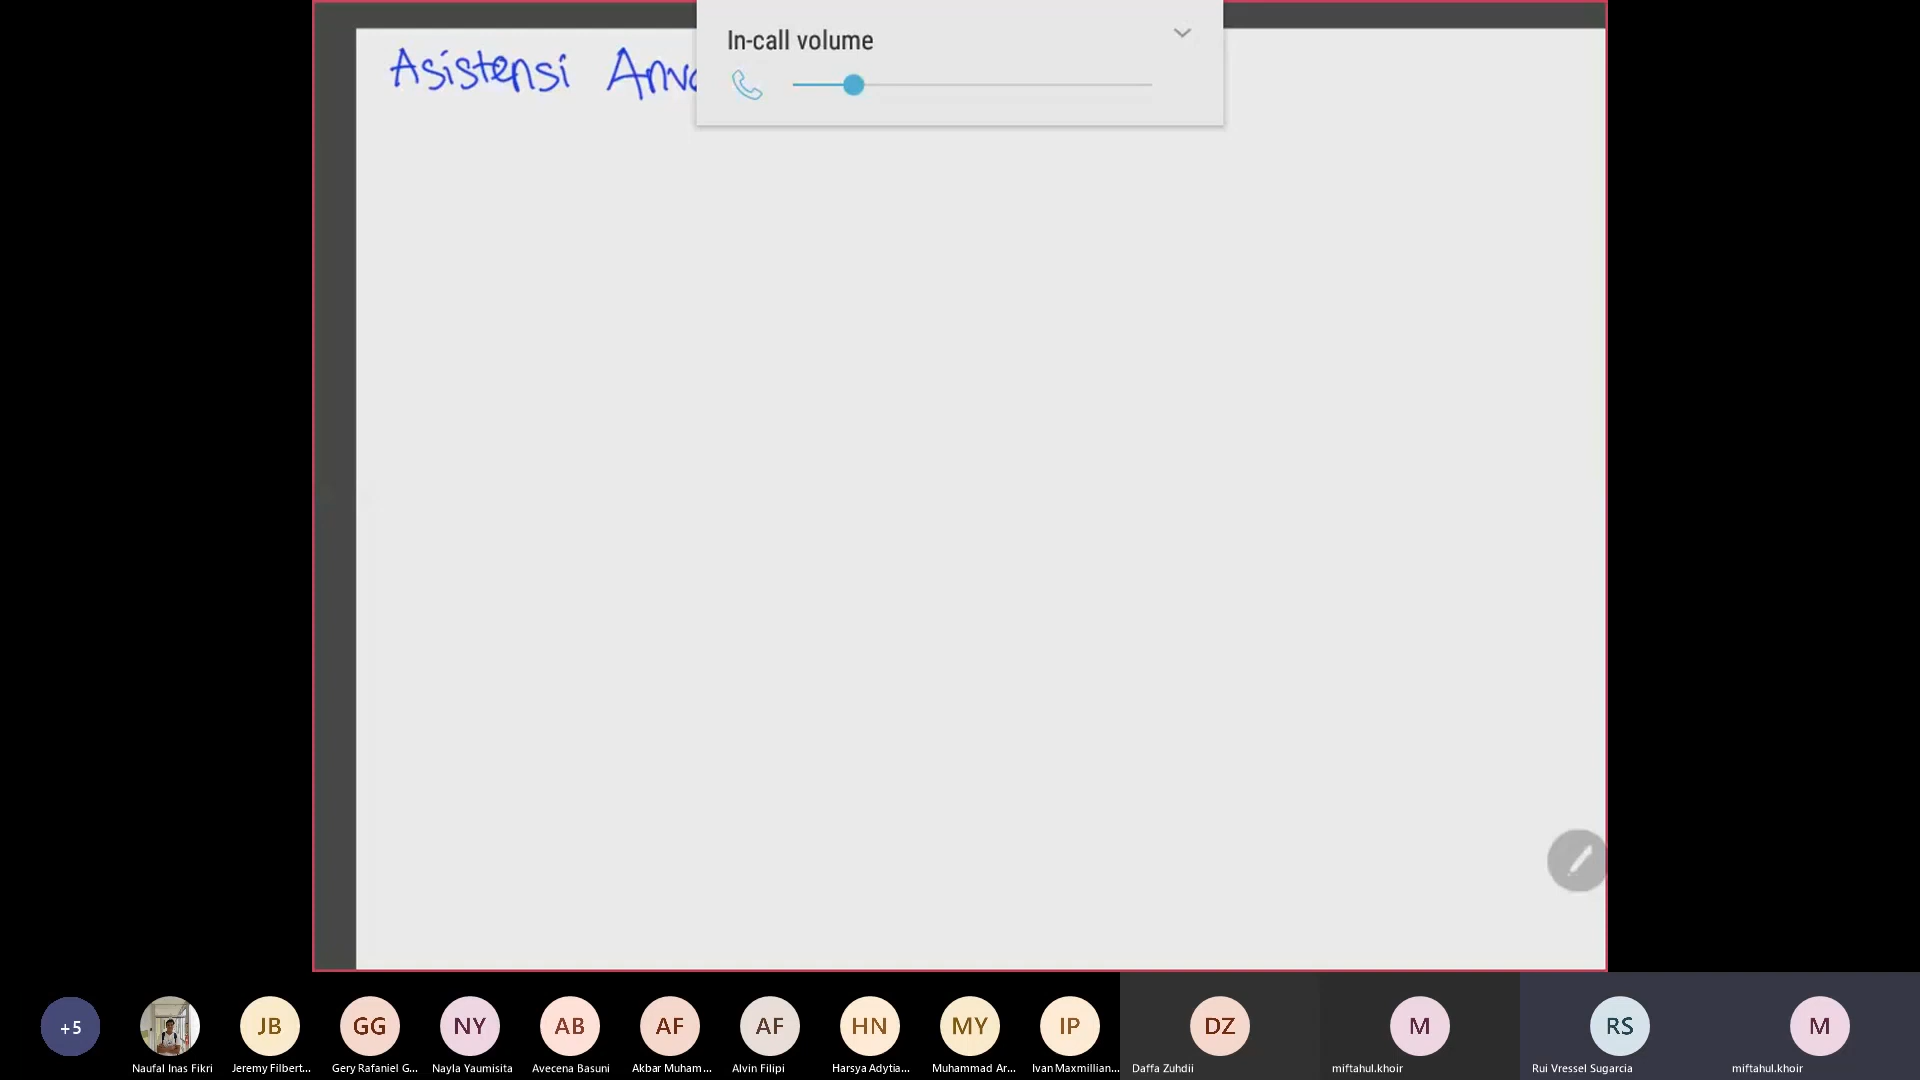 In-call volume
Asistensi
+5
JB
GG
NY
AB
AF
AF
HN
MY
IP
DZ
M
RS
M
Naufal Inas Fikri
Jeremy Filbert...
Gery Rafaniel G...
Nayla Yaumisita
Avecena Basuni
Akbar Muham...
Alvin Filipi
Harsya Adytia...
Muhammad Ar...
Ivan Maxmillian...
Daffa Zuhdii
miftahul.khoir
Rui Vressel Sugarcia
miftahul.khoir